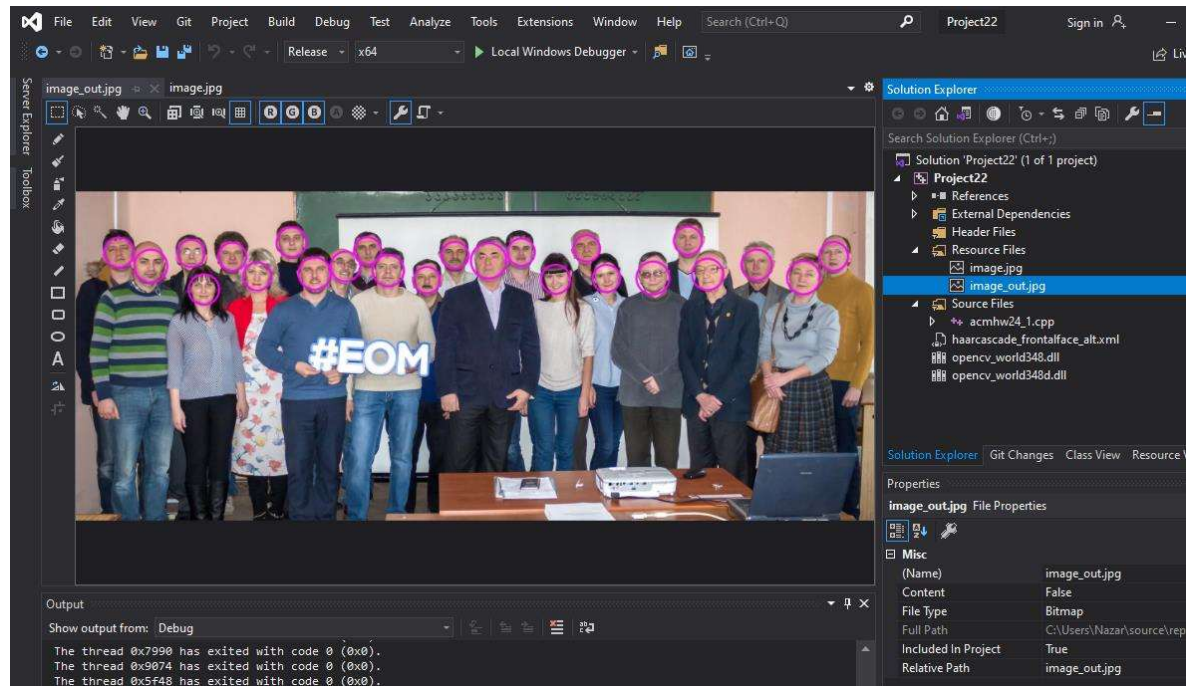 File Edit View Git Project Build Debug Test Analyze Tools Extensions Window Help Search (Ctrl+Q) Project22 Sign in
Release x64 Local Windows Debugger
image_out.jpg image.jpg
R G B
Server Explorer
Toolbox
A
#EOM
Solution Explorer
Search Solution Explorer (Ctrl+;)
Solution 'Project22' (1 of 1 project)
Project22
References
External Dependencies
Header Files
Resource Files
image.jpg
image_out.jpg
Source Files
acmhw24_1.cpp
haarcascade_frontalface_alt.xml
opencv_world348.dll
opencv_world348d.dll
Solution Explorer Git Changes Class View Resource
Properties
image_out.jpg File Properties
Misc
(Name) image_out.jpg
Content False
File Type Bitmap
Full Path C:\Users\Nazar\source\rep
Included In Project True
Relative Path image_out.jpg
Output
Show output from: Debug
The thread 0x7990 has exited with code 0 (0x0).
The thread 0x9074 has exited with code 0 (0x0).
The thread 0x5f48 has exited with code 0 (0x0).